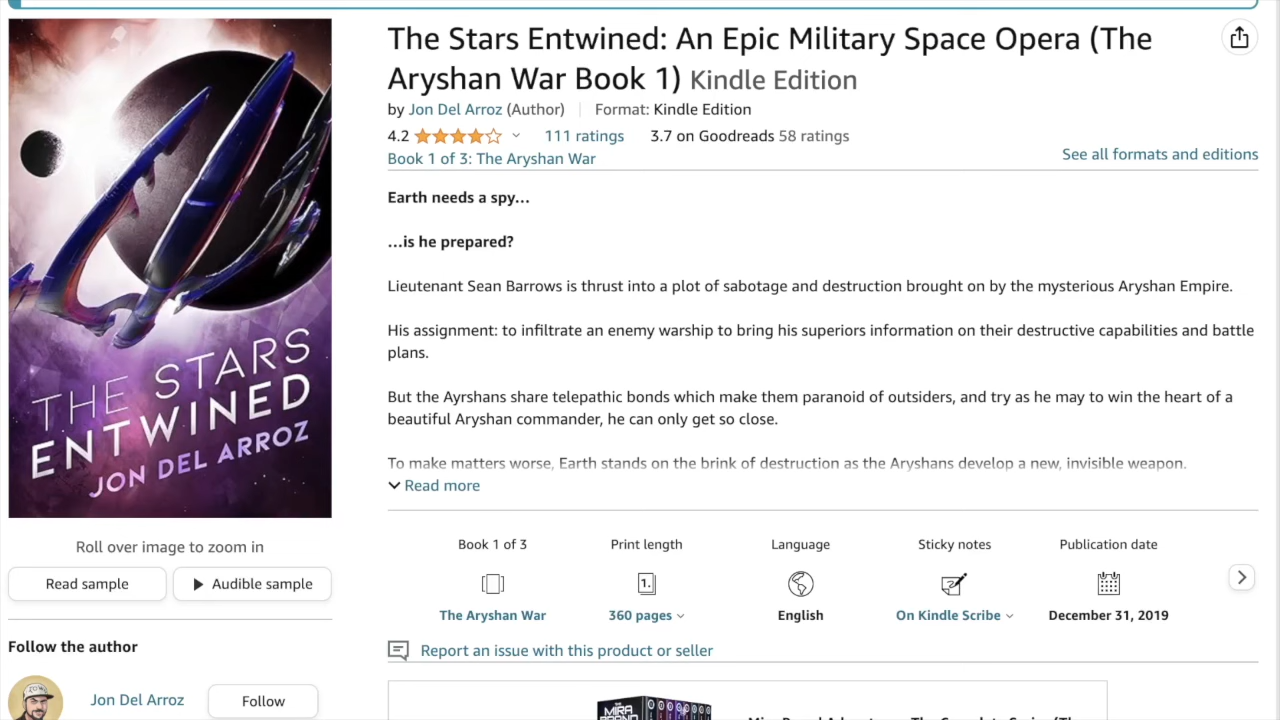 The Stars Entwined: An Epic Military Space Opera (The
Aryshan War Book 1) Kindle Edition
by Jon Del Arroz (Author) Format: Kindle Edition
4.2 111 ratings 3.7 on Goodreads 58 ratings
Book 1 of 3: The Aryshan War
See all formats and editions
Earth needs a spy…
…is he prepared?
Lieutenant Sean Barrows is thrust into a plot of sabotage and destruction brought on by the mysterious Aryshan Empire.
His assignment: to infiltrate an enemy warship to bring his superiors information on their destructive capabilities and battle
plans.
But the Ayrshans share telepathic bonds which make them paranoid of outsiders, and try as he may to win the heart of a
beautiful Aryshan commander, he can only get so close.
To make matters worse, Earth stands on the brink of destruction as the Aryshans develop a new, invisible weapon.
Read more
THE STARS
ENTWINED
JON DEL ARROZ
Roll over image to zoom in
Read sample
Audible sample
Follow the author
Jon Del Arroz
Follow
Book 1 of 3
The Aryshan War
Print length
1.
360 pages
Language
English
Sticky notes
On Kindle Scribe
Publication date
December 31, 2019
Report an issue with this product or seller
THE
MIRA